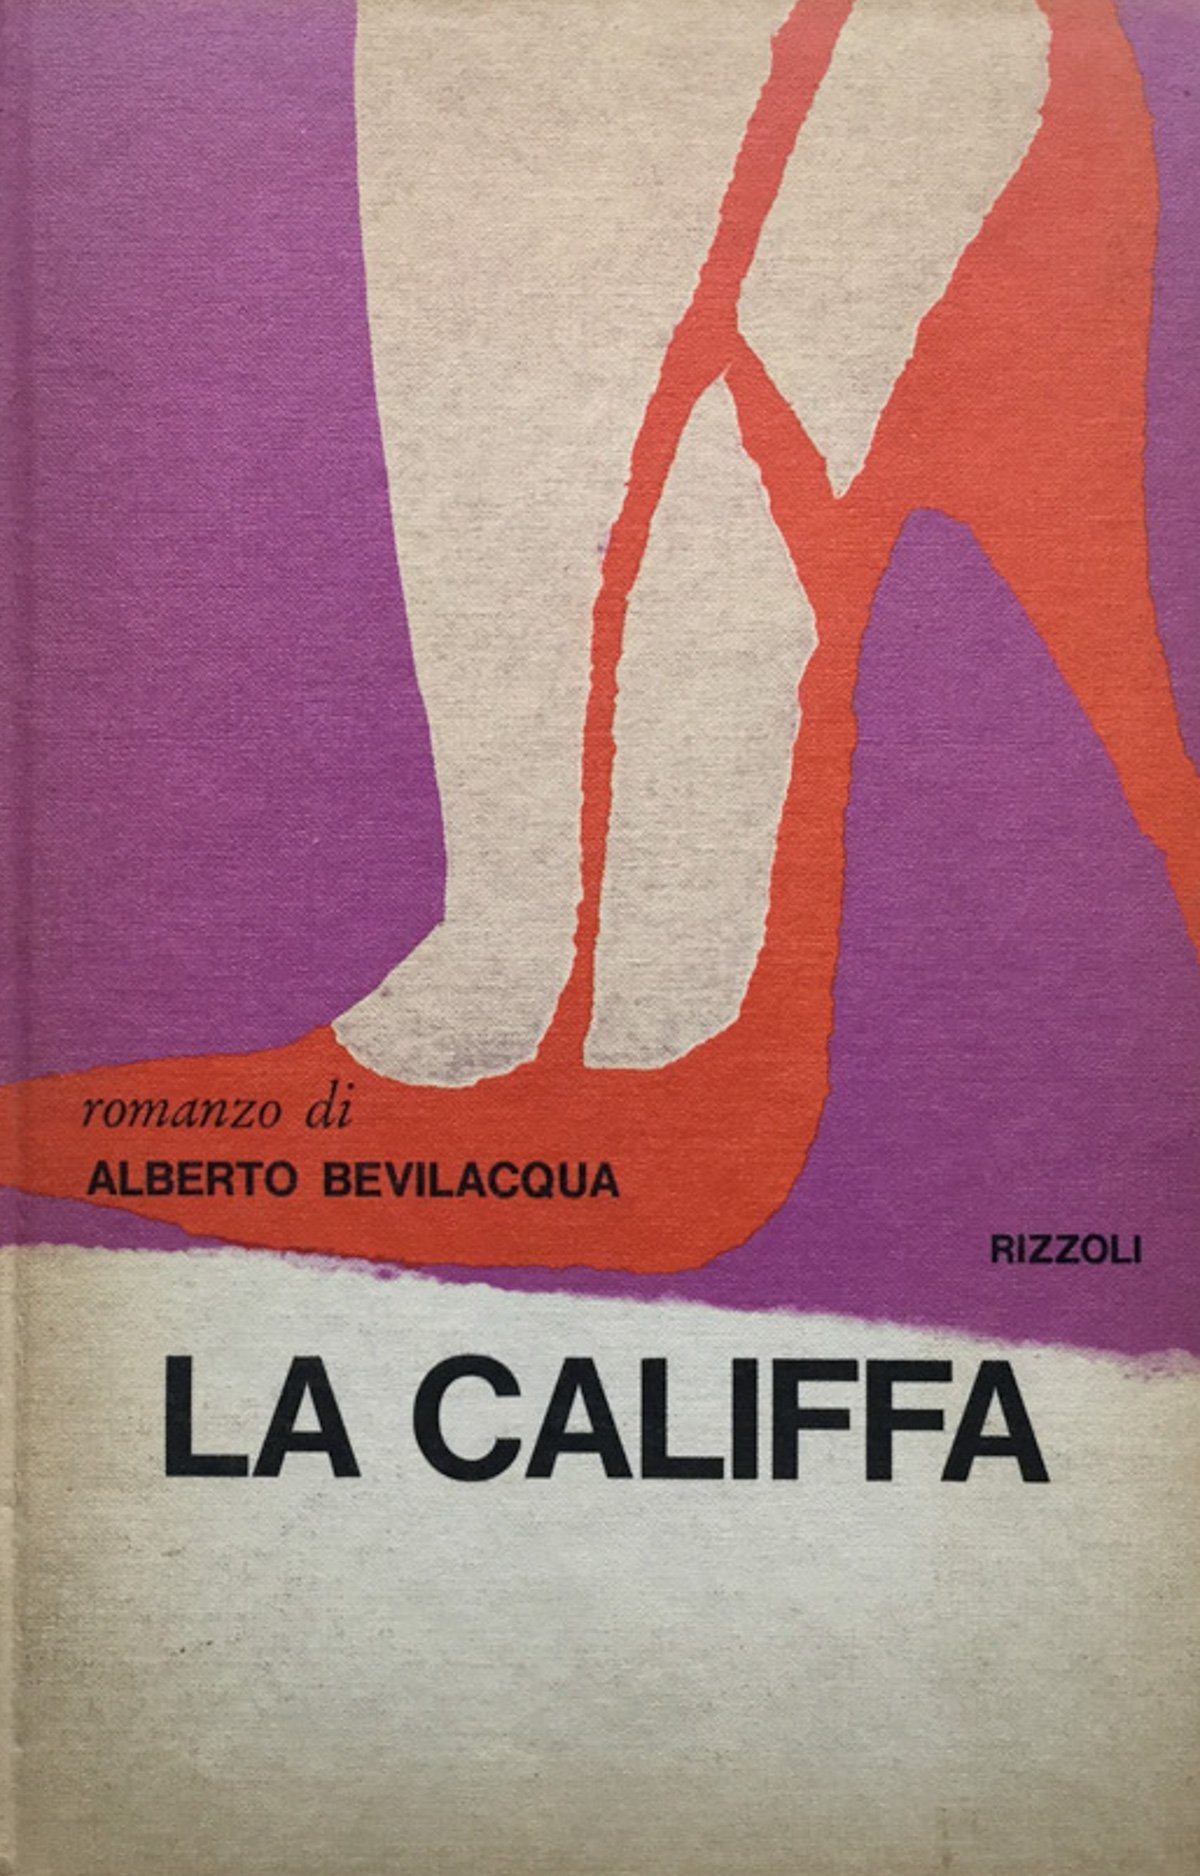 romanzo di
ALBERTO BEVILACQUA
RIZZOLI
LA CALIFFA